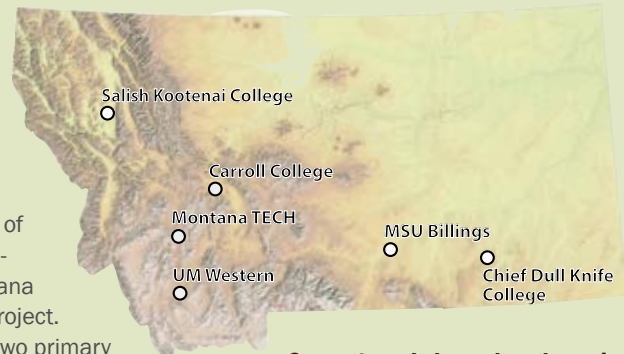 Salish Kootenai College
Carroll College
Montana TECH
MSU Billings
UM Western
Chief Dull Knife
College
of
-
ana
roject.
wo primary